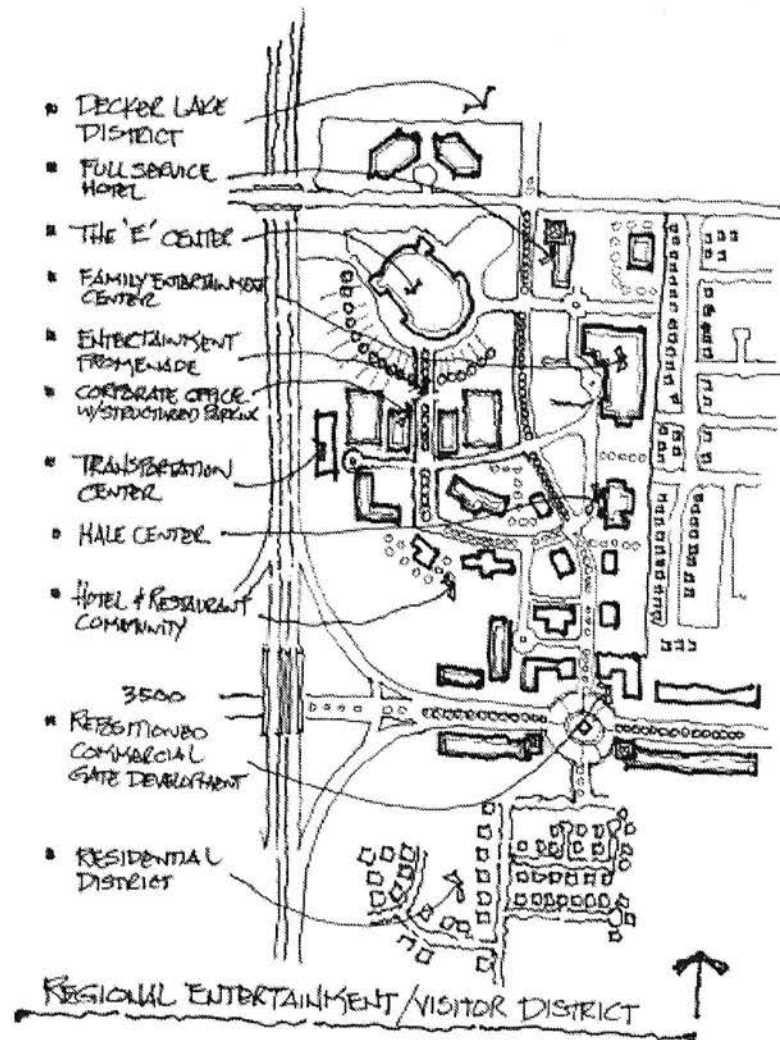 DECKER LAKE
DISTRICT
FULL SERVICE
HOTEL
THE 'E' CENTER
FAMILY ENTERTAINMENT
CENTER
ENTERTAINMENT
PROMENADE
CORPORATE OFFICE
W/STRUCTURED PARKING
TRANSPORTATION
CENTER
HALE CENTER
HOTEL & RESTAURANT
COMMUNITY
3500
REPOSITIONED
COMMERCIAL
GATE DEVELOPMENT
RESIDENTIAL
DISTRICT
REGIONAL ENTERTAINMENT/VISITOR DISTRICT